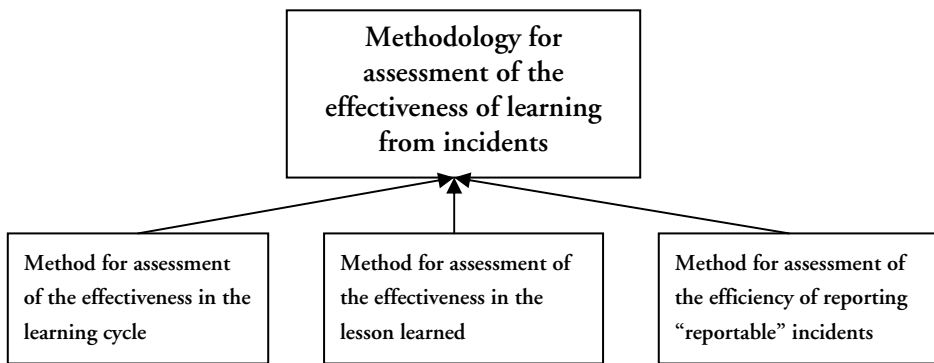 Methodology for
assessment of the
effectiveness of learning
from incidents
Method for assessment
of the effectiveness in the
learning cycle
Method for assessment of
the effectiveness in the
lesson learned
Method for assessment of
the efficiency of reporting
“reportable” incidents